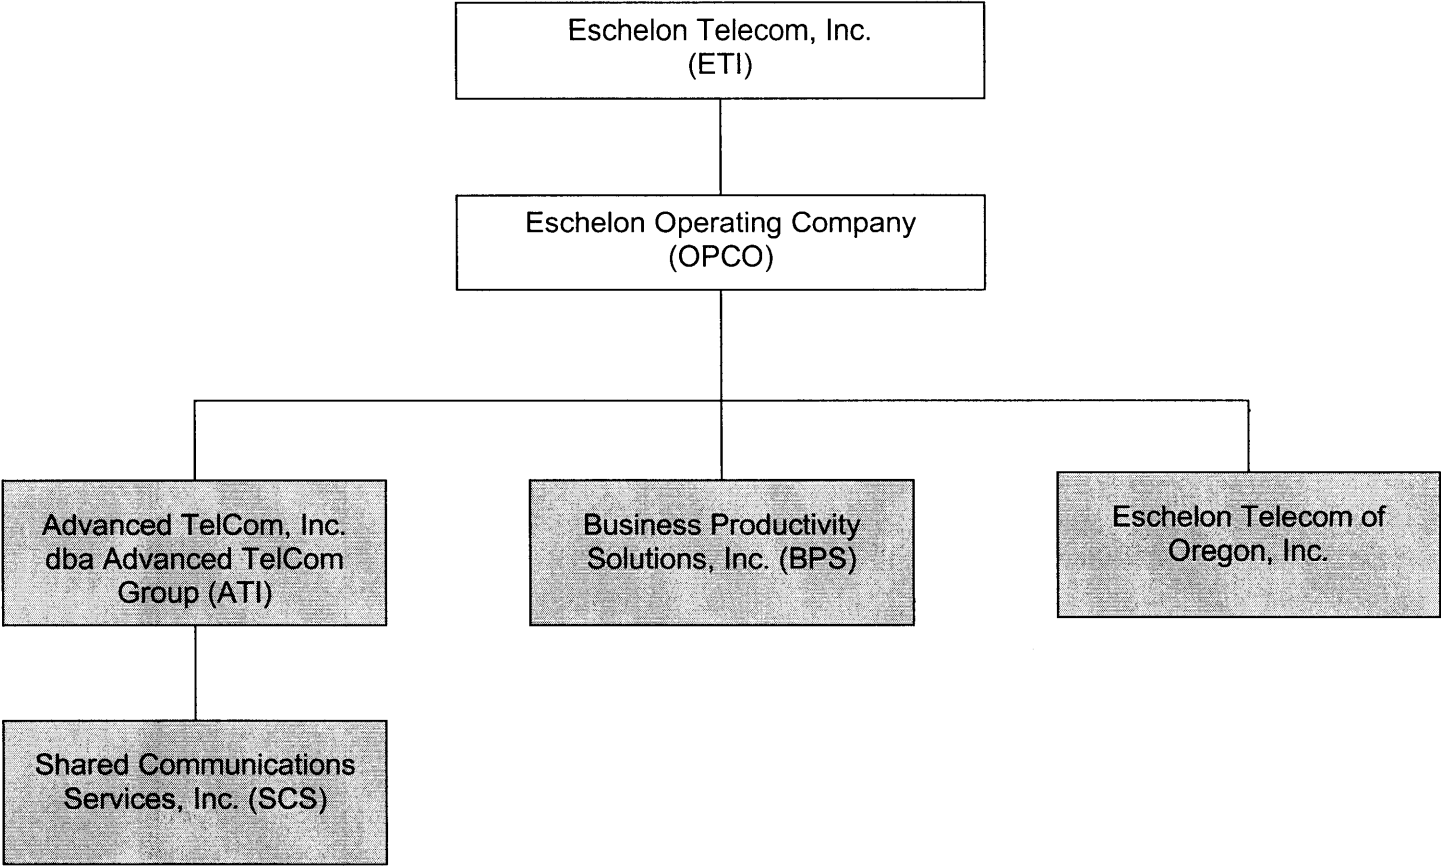 Eschelon Telecom, Inc.
(ETI)
Eschelon Operating Company
(OPCO)
Advanced TelCom, Inc.
dba Advanced TelCom
Group (ATI)
Business Productivity
Solutions, Inc. (BPS)
Eschelon Telecom of
Oregon, Inc.
Shared Communications
Services, Inc. (SCS)